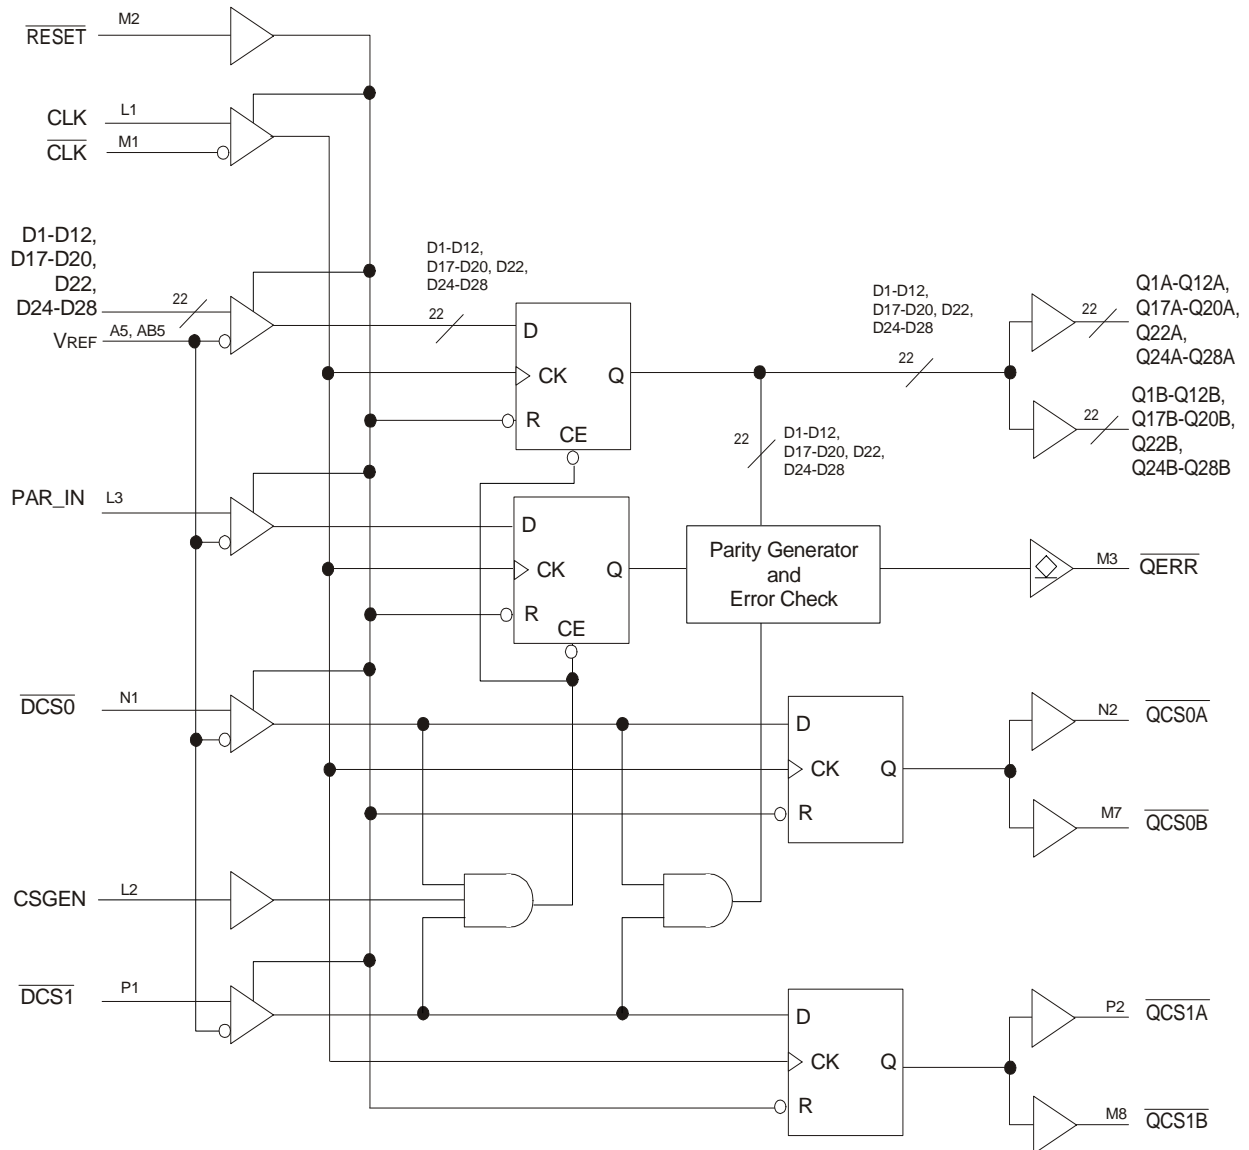 M2
RESET
CLK
L1
CLK
M1
D1-D12,
D17-D20,
D22,
D24-D28
22
VREF
A5, AB5
D1-D12,
D17-D20, D22,
D24-D28
22
D
CK
Q
R
CE
D1-D12,
D17-D20, D22,
D24-D28
22
22
Q1A-Q12A,
Q17A-Q20A,
Q22A,
Q24A-Q28A
22
Q1B-Q12B,
Q17B-Q20B,
Q22B,
Q24B-Q28B
22
D1-D12,
D17-D20, D22,
D24-D28
PAR_IN
L3
D
CK
Q
R
CE
Parity Generator
and
Error Check
M3
QERR
DCS0
N1
D
CK
Q
R
N2
QCS0A
M7
QCS0B
CSGEN
L2
DCS1
P1
D
CK
Q
R
P2
QCS1A
M8
QCS1B